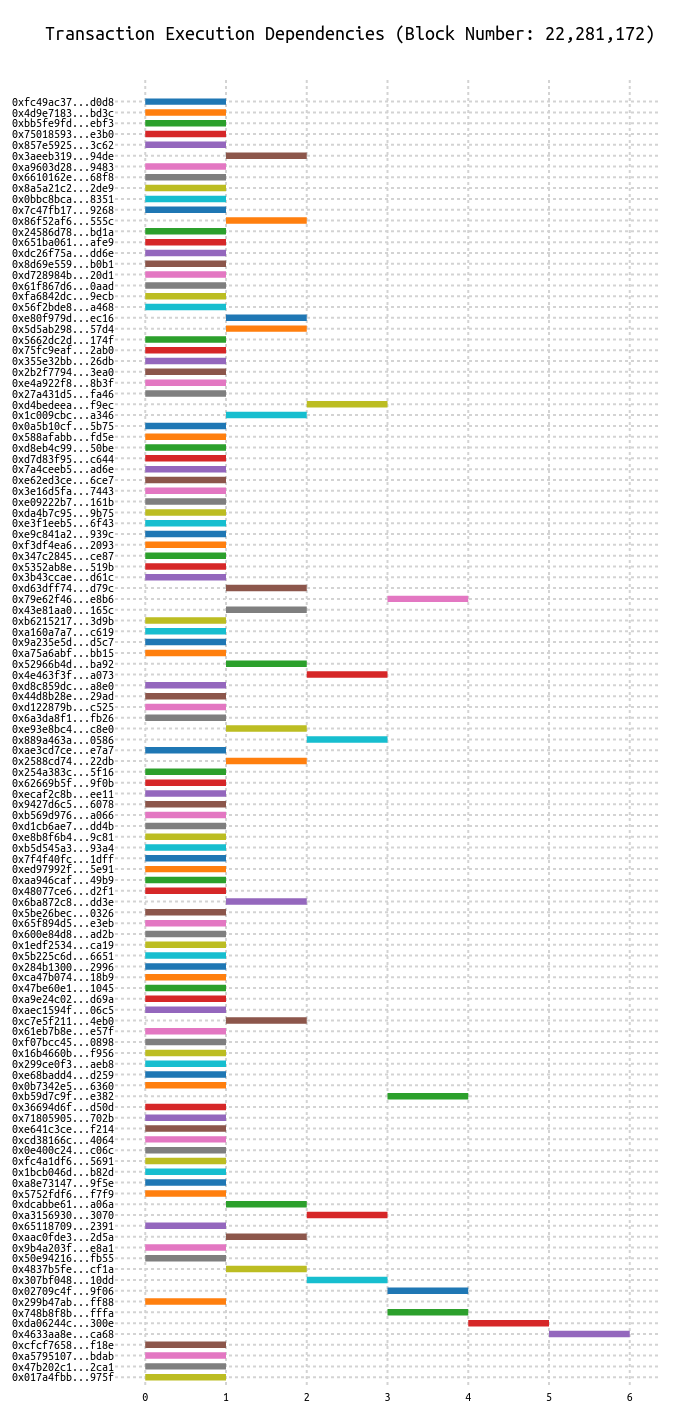 Transaction Execution Dependencies (Block Number: 22,281,172)
0xfc49ac37...d0d8
0x4d9e7183...bd3c
0xbb5fe9fd...ebf3
0x75018593...e3b0
0x857e5925...3c62
0x3aeeb319...94de
0xa9603d28...9483
0x6610162e...68f8
0x8a5a21c2...2de9
0x0bbc8bca...8351
0x7c47fb17...9268
0x86f52af6...555c
0x24586d78...bd1a
0x651ba061...afe9
0xdc26f75a...dd6e
0x8d69e559...b0b1
0xd728984b...20d1
0x61f867d6...0aad
0xfa6842dc...9ecb
0x56f2bde8...a468
0xe80f979d...ec16
0x5d5ab298...57d4
0x5662dc2d...174f
0x75fc9eaf...2ab0
0x355e32bb...26db
0x2b2f7794...3ea0
0xe4a922f8...8b3f
0x27a431d5...fa46
0xd4bedeea...f9ec
0x1c009cbc...a346
0x0a5b10cf...5b75
0x588afabb...fd5e
0xd8eb4c99...50be
0xd7d83f95...c644
0x7a4ceeb5...ad6e
0xe62ed3ce...6ce7
0x3e16d5fa...7443
0xe09222b7...161b
0xda4b7c95...9b75
0xe3f1eeb5...6f43
0xe9c841a2...939c
0xf3df4ea6...2093
0x347c2845...ce87
0x5352ab8e...519b
0x3b43ccae...d61c
0xd63dff74...d79c
0x79e62f46...e8b6
0x43e81aa0...165c
0xb6215217...3d9b
0xa160a7a7...c619
0x9a235e5d...d5c7
0xa75a6abf...bb15
0x52966b4d...ba92
0x4e463f3f...a073
0xd8c859dc...a8e0
0x44d8b28e...29ad
0xd122879b...c525
0x6a3da8f1...fb26
0xe93e8bc4...c8e0
0x889a463a...0586
0xae3cd7ce...e7a7
0x2588cd74...22db
0x254a383c...5f16
0x62669b5f...9f0b
0xecaf2c8b...ee11
0x9427d6c5...6078
0xb569d976...a066
0xd1cb6ae7...dd4b
0xe8b8f6b4...9c81
0xb5d545a3...93a4
0x7f4f40fc...1dff
0xed97992f...5e91
0xaa946caf...49b9
0x48077ce6...d2f1
0x6ba872c8...dd3e
0x5be26bec...0326
0x65f894d5...e3eb
0x600e84d8...ad2b
0x1edf2534...ca19
0x5b225c6d...6651
0x284b1300...2996
0xca47b074...18b9
0x47be60e1...1045
0xa9e24c02...d69a
0xaec1594f...06c5
0xc7e5f211...4eb0
0x61eb7b8e...e57f
0xf07bcc45...0898
0x16b4660b...f956
0x299ce0f3...aeb8
0xe68badd4...d259
0x0b7342e5...6360
0xb59d7c9f...e382
0x36694d6f...d50d
0x71805905...702b
0xe641c3ce...f214
0xcd38166c...4064
0x0e400c24...c06c
0xfc4a1df6...5691
0x1bcb046d...b82d
0xa8e73147...9f5e
0x5752fdf6...f7f9
0xdcabbe61...a06a
0xa3156930...3070
0x65118709...2391
0xaac0fde3...2d5a
0x9b4a203f...e8a1
0x50e94216...fb55
0x4837b5fe...cf1a
0x307bf048...10dd
0x02709c4f...9f06
0x299b47ab...ff88
0x748b8f8b...fffa
0xda06244c...300e
0x4633aa8e...ca68
0xcfcf7658...f18e
0xa5795107...bdab
0x47b202c1...2ca1
0x017a4fbb...975f
0 1 2 3 4 5 6